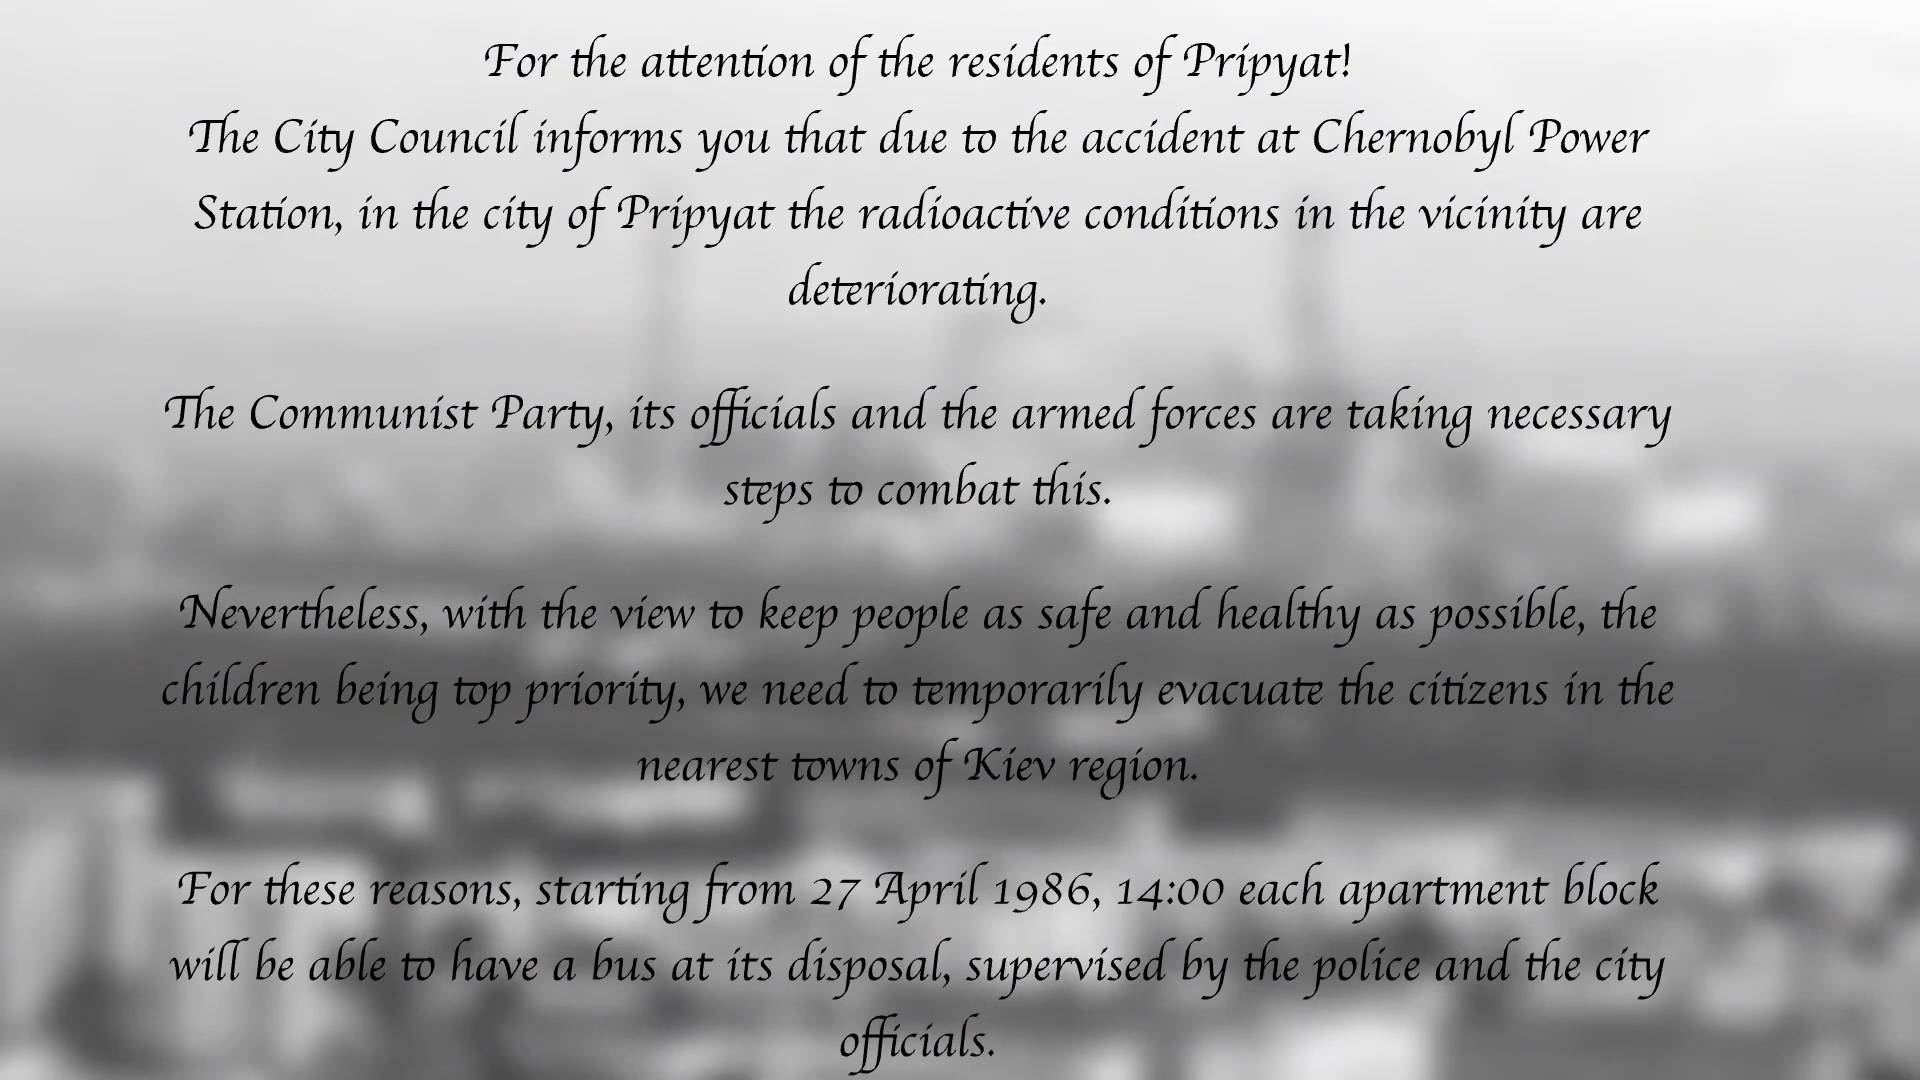 For the attention of the residents of Pripyat!
The City Council informs you that due to the accident at Chernobyl Power
Station, in the city of Pripyat the radioactive conditions in the vicinity are
deteriorating.
The Communist Party, its officials and the armed forces are taking necessary
steps to combat this.
Nevertheless, with the view to keep people as safe and healthy as possible, the
children being top priority, we need to temporarily evacuate the citizens in the
nearest towns of Kiev region.
For these reasons, starting from 27 April 1986, 14:00 each apartment block
will be able to have a bus at its disposal, supervised by the police and the city
officials.